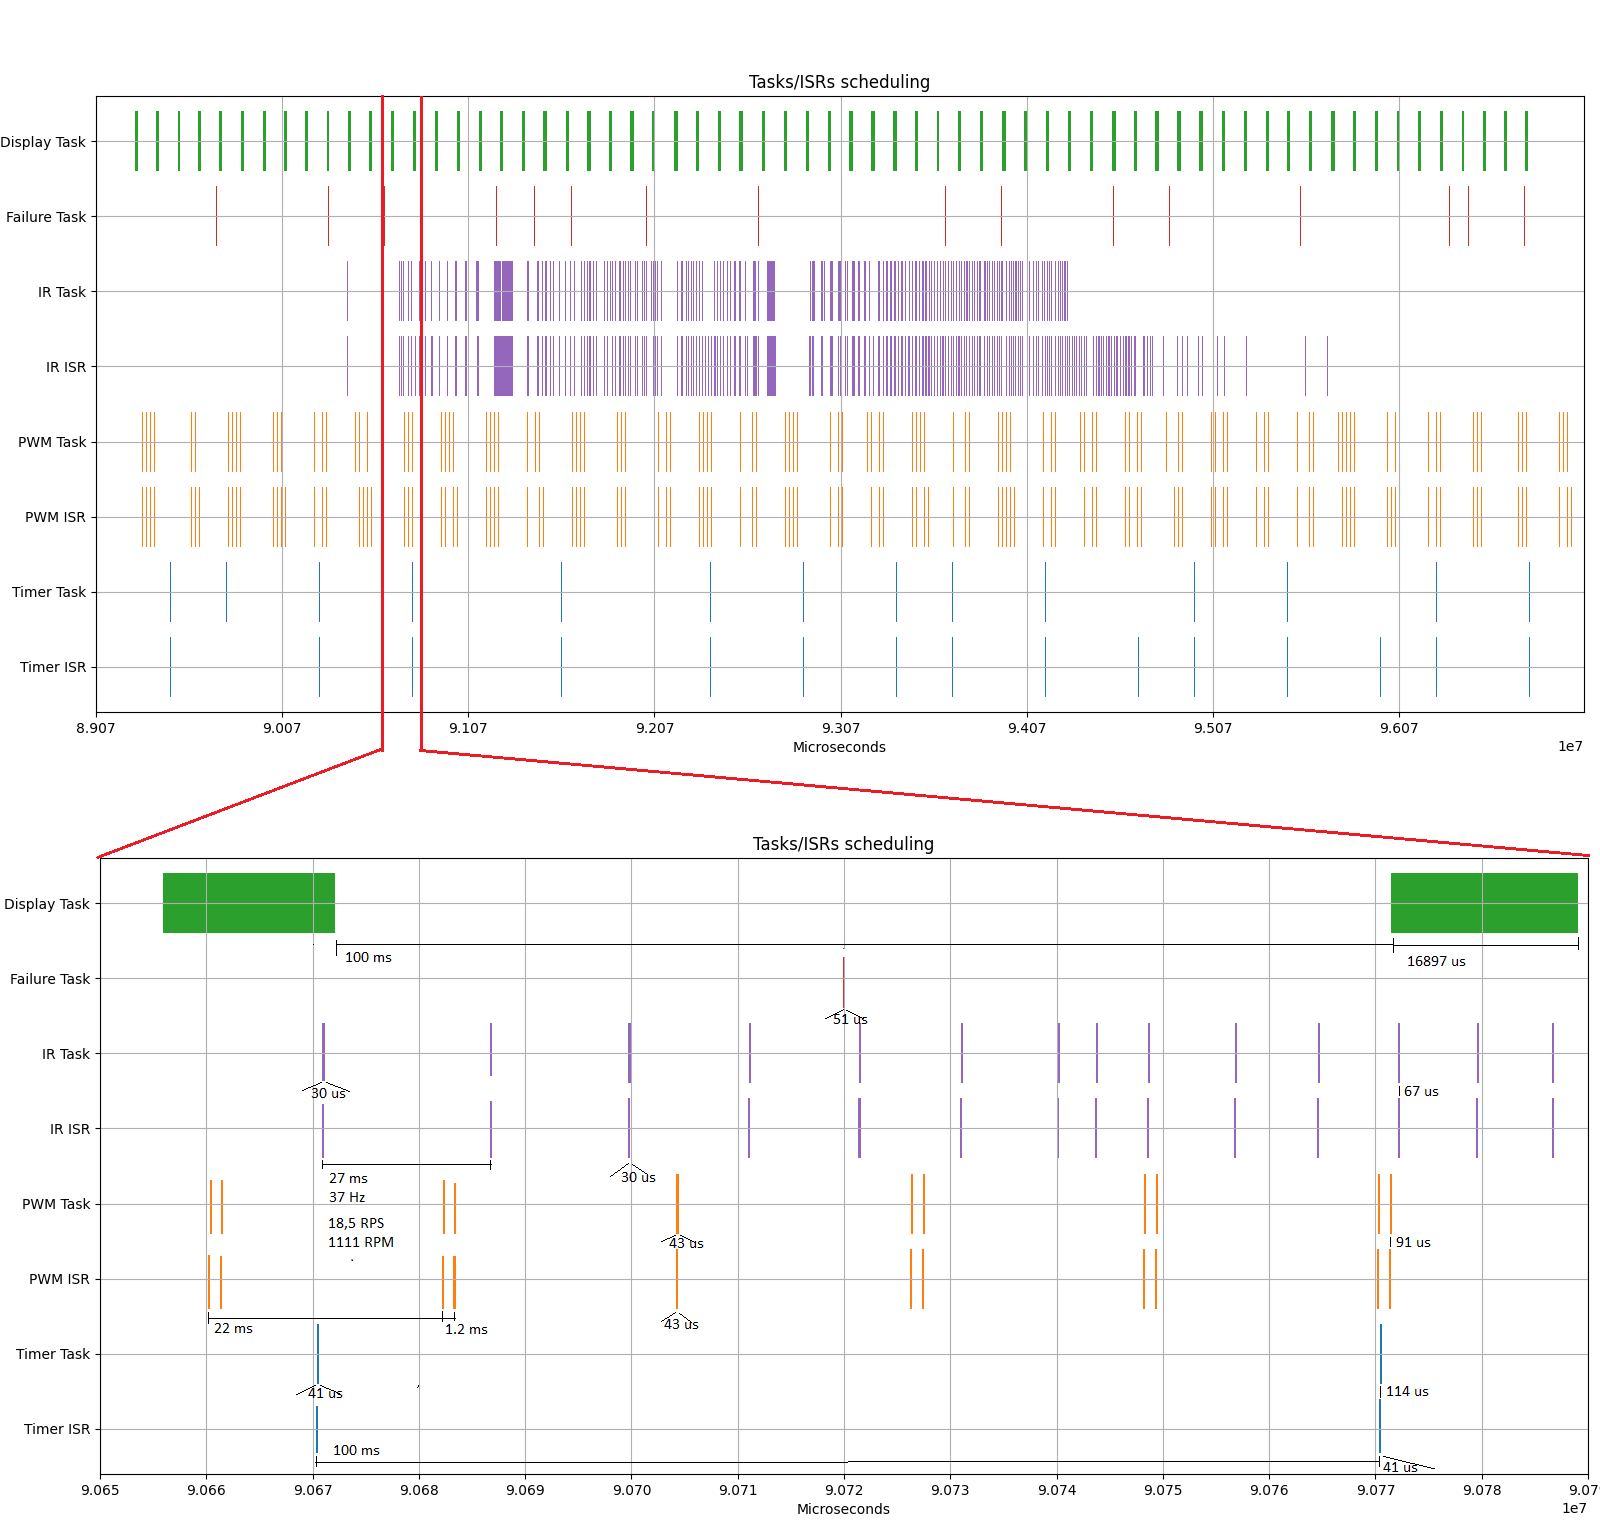 Tasks/ISRs scheduling
Display Task
Failure Task
IR Task
IR ISR
PWM Task
PWM ISR
Timer Task
Timer ISR
8.907 9.007 9.107 9.207 9.307 9.407 9.507 9.607
Microseconds
1e7
Tasks/ISRs scheduling
Display Task
100 ms
16897 us
Failure Task
51 us
IR Task
30 us
67 us
IR ISR
27 ms
30 us
37 Hz
PWM Task
18,5 RPS
1111 RPM
43 us
91 us
PWM ISR
22 ms
1.2 ms
43 us
Timer Task
41 us
114 us
Timer ISR
100 ms
41 us
9.065 9.066 9.067 9.068 9.069 9.070 9.071 9.072 9.073 9.074 9.075 9.076 9.077 9.078
Microseconds
1e7